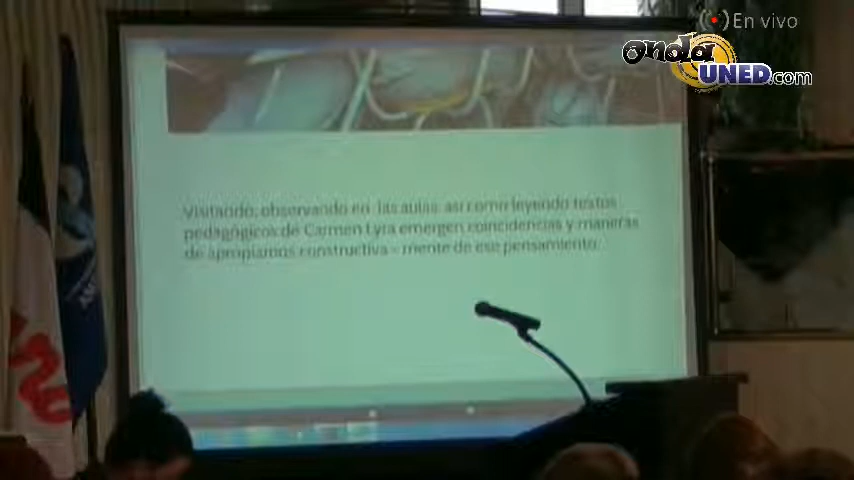 En vivo
onda
UNED.com
Visitando, observando en las aulas, así como leyendo textos
pedagógicos de Carmen Lyra emergen coincidencias y maneras
de apropiarnos constructiva - mente de ese pensamiento.